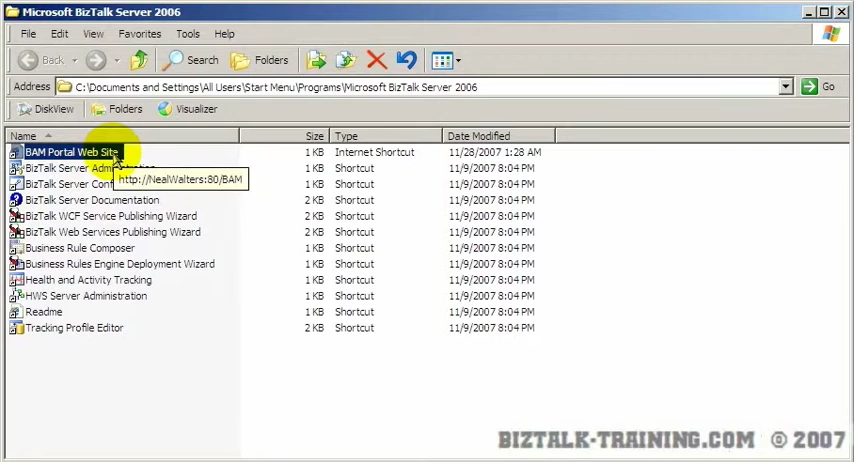 Microsoft BizTalk Server 2006
File Edit View Favorites Tools Help
Back Search Folders
Address C:\Documents and Settings\All Users\Start Menu\Programs\Microsoft BizTalk Server 2006 Go
DiskView Folders Visualizer
Name Size Type Date Modified
BAM Portal Web Site 1 KB Internet Shortcut 11/28/2007 1:28 AM
BizTalk Server Administration 1 KB Shortcut 11/9/2007 8:04 PM
http://NealWalters:80/BAM
BizTalk Server Conf 1 KB Shortcut 11/9/2007 8:04 PM
BizTalk Server Documentation 2 KB Shortcut 11/9/2007 8:04 PM
BizTalk WCF Service Publishing Wizard 2 KB Shortcut 11/9/2007 8:04 PM
BizTalk Web Services Publishing Wizard 2 KB Shortcut 11/9/2007 8:04 PM
Business Rule Composer 1 KB Shortcut 11/9/2007 8:04 PM
Business Rules Engine Deployment Wizard 1 KB Shortcut 11/9/2007 8:04 PM
Health and Activity Tracking 1 KB Shortcut 11/9/2007 8:04 PM
HWS Server Administration 1 KB Shortcut 11/9/2007 8:04 PM
Readme 1 KB Shortcut 11/9/2007 8:04 PM
Tracking Profile Editor 2 KB Shortcut 11/9/2007 8:04 PM
BIZTALK-TRAINING.COM © 2007